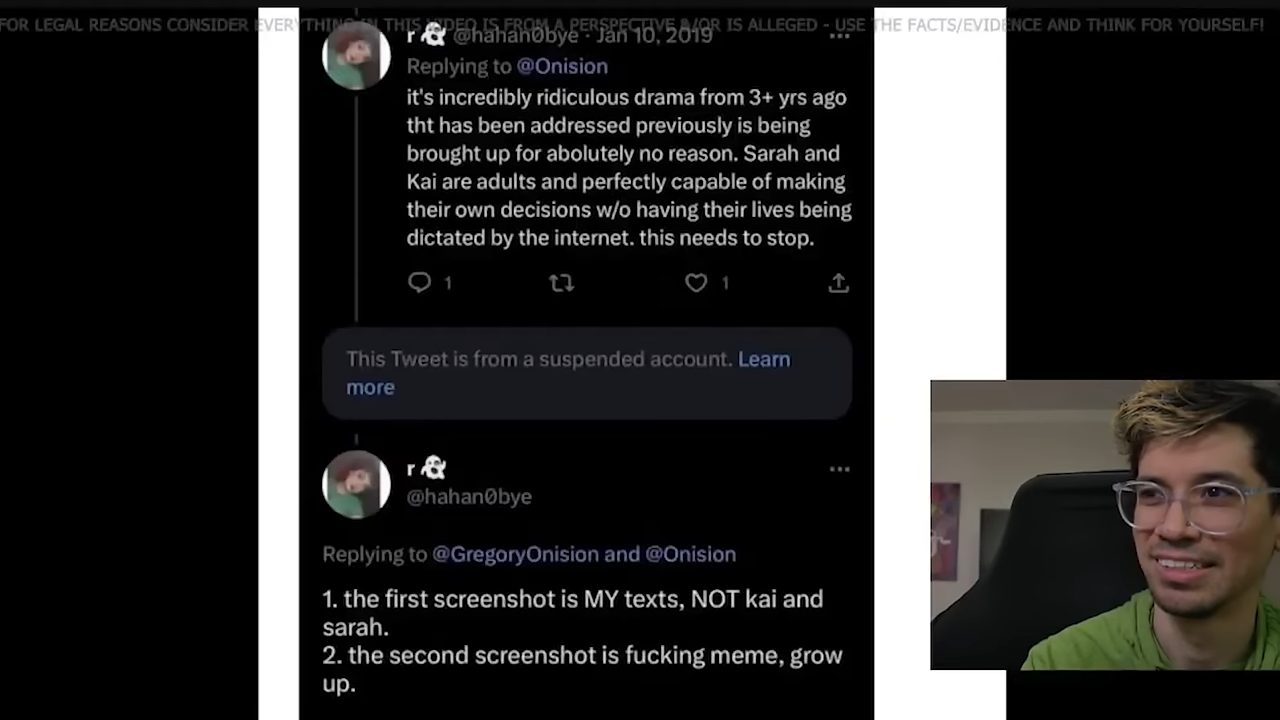 FOR LEGAL REASONS CONSIDER EVERYTHING IN THIS VIDEO IS FROM A PERSPECTIVE &/OR IS ALLEGED - USE THE FACTS/EVIDENCE AND THINK FOR YOURSELF!
r 👻 @hahan0bye · Jan 10, 2019
Replying to @Onision
it's incredibly ridiculous drama from 3+ yrs ago
tht has been addressed previously is being
brought up for abolutely no reason. Sarah and
Kai are adults and perfectly capable of making
their own decisions w/o having their lives being
dictated by the internet. this needs to stop.
1 1
This Tweet is from a suspended account. Learn
more
r 👻
@hahan0bye
Replying to @GregoryOnision and @Onision
1. the first screenshot is MY texts, NOT kai and
sarah.
2. the second screenshot is fucking meme, grow
up.